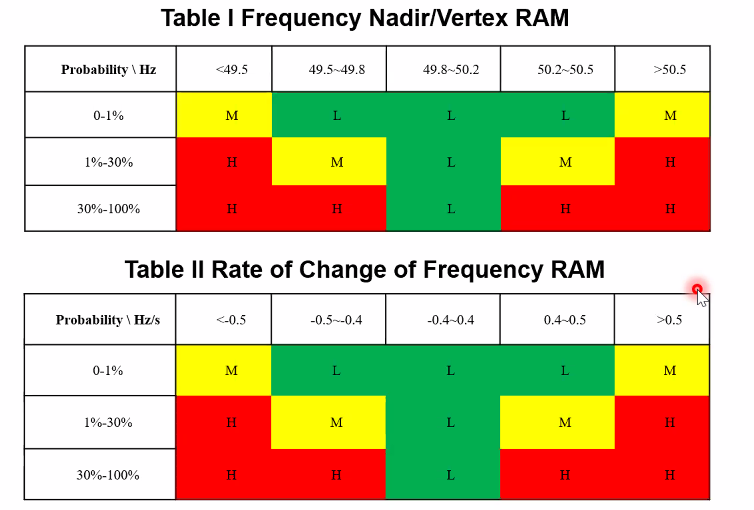 Table I Frequency Nadir/Vertex RAM
Probability \ Hz <49.5 49.5~49.8 49.8~50.2 50.2~50.5 >50.5
0-1% M L L L M
1%-30% H M L M H
30%-100% H H L H H
Table II Rate of Change of Frequency RAM
Probability \ Hz/s <-0.5 -0.5~-0.4 -0.4~0.4 0.4~0.5 >0.5
0-1% M L L L M
1%-30% H M L M H
30%-100% H H L H H